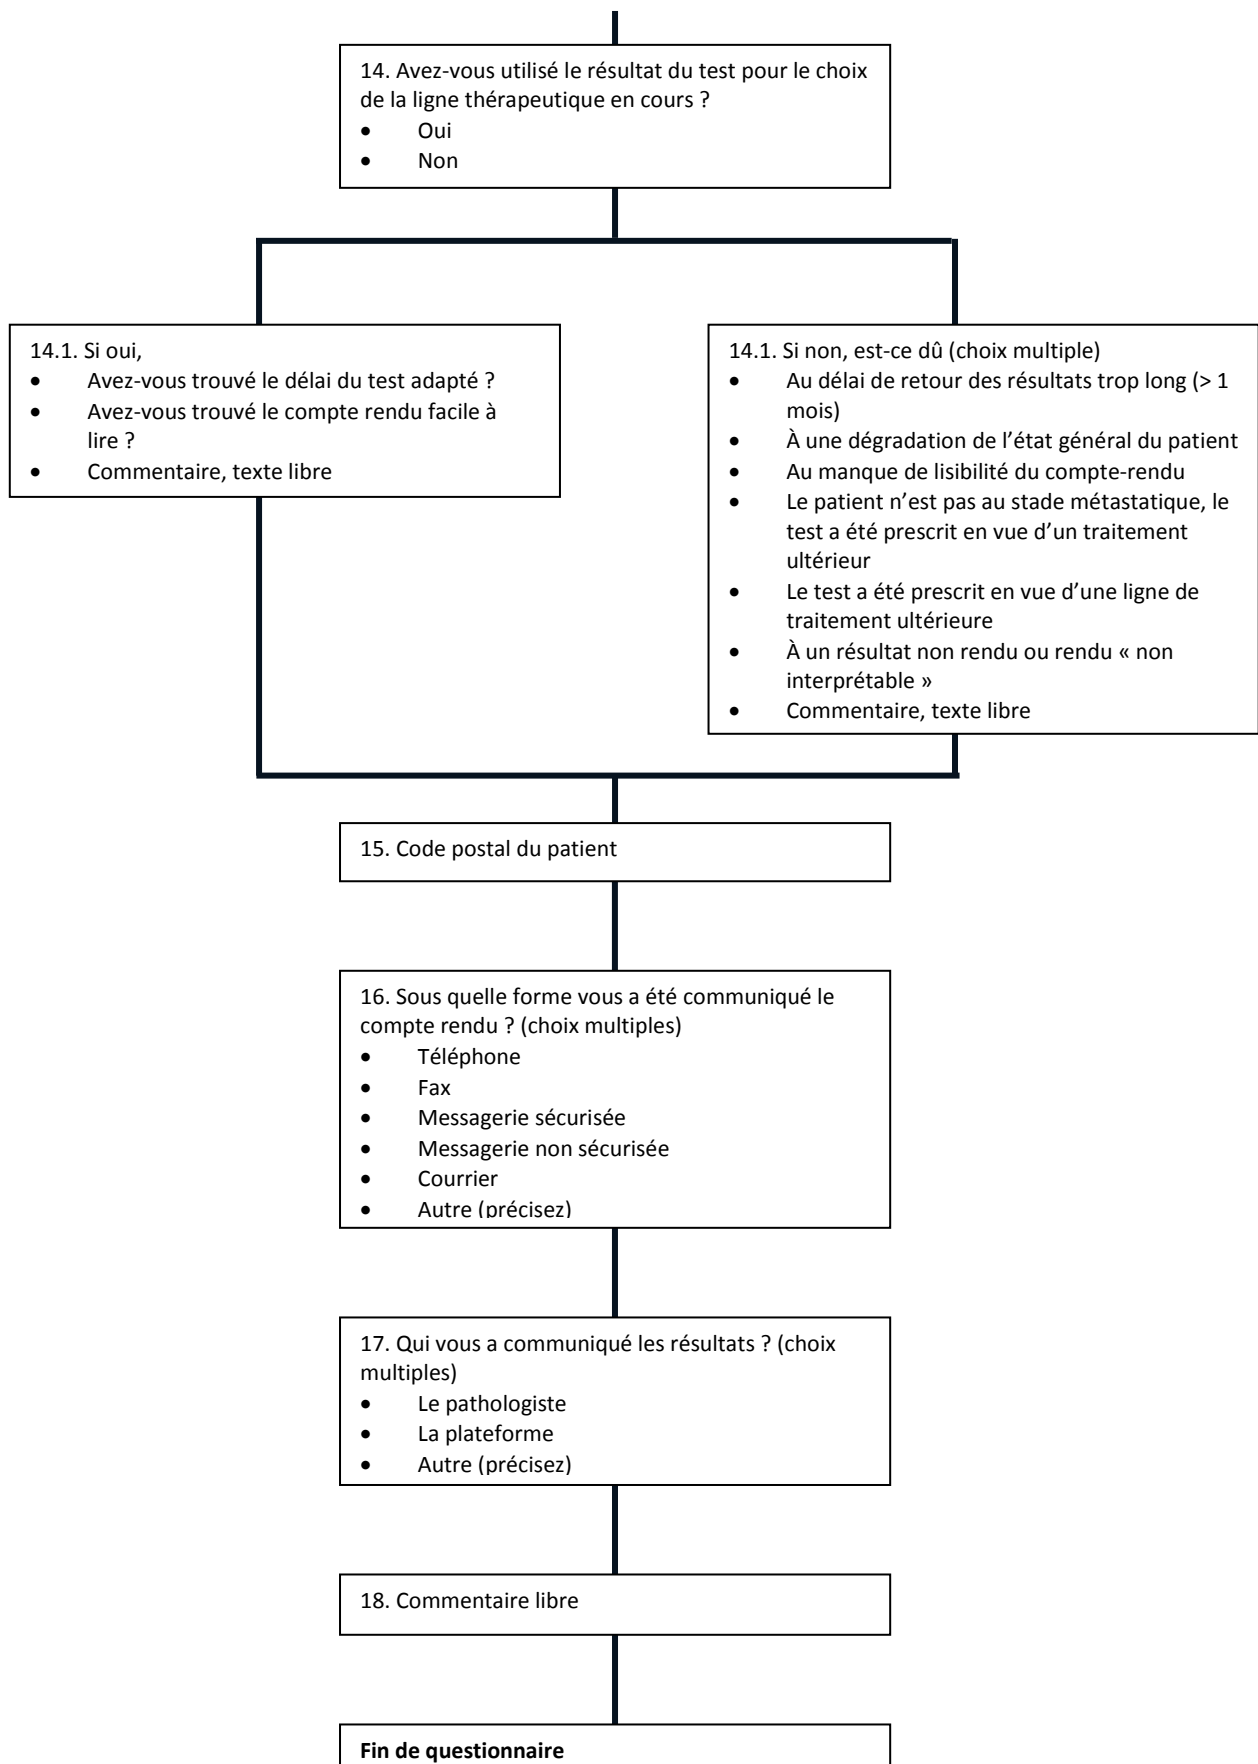 14. Avez-vous utilisé le résultat du test pour le choix
de la ligne thérapeutique en cours ?
• Oui
• Non
14.1. Si oui,
• Avez-vous trouvé le délai du test adapté ?
• Avez-vous trouvé le compte rendu facile à
lire ?
• Commentaire, texte libre
14.1. Si non, est-ce dû (choix multiple)
• Au délai de retour des résultats trop long (> 1
mois)
• À une dégradation de l’état général du patient
• Au manque de lisibilité du compte-rendu
• Le patient n’est pas au stade métastatique, le
test a été prescrit en vue d’un traitement
ultérieur
• Le test a été prescrit en vue d’une ligne de
traitement ultérieure
• À un résultat non rendu ou rendu « non
interprétable »
• Commentaire, texte libre
15. Code postal du patient
16. Sous quelle forme vous a été communiqué le
compte rendu ? (choix multiples)
• Téléphone
• Fax
• Messagerie sécurisée
• Messagerie non sécurisée
• Courrier
• Autre (précisez)
17. Qui vous a communiqué les résultats ? (choix
multiples)
• Le pathologiste
• La plateforme
• Autre (précisez)
18. Commentaire libre
Fin de questionnaire